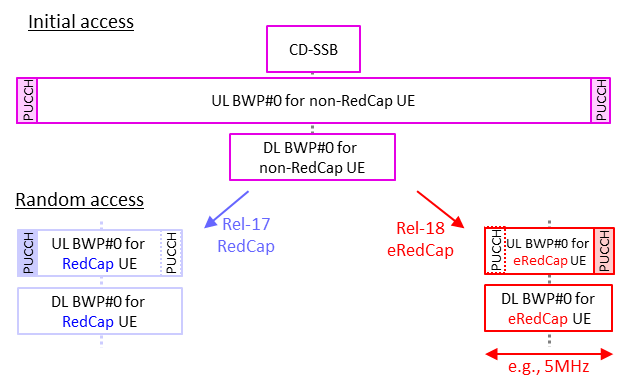 Initial access
CD-SSB
PUCCH
UL BWP#0 for non-RedCap UE
PUCCH
DL BWP#0 for
non-RedCap UE
Random access
Rel-17
RedCap
Rel-18
eRedCap
PUCCH
UL BWP#0 for
RedCap UE
PUCCH
PUCCH
UL BWP#0 for
eRedCap UE
PUCCH
DL BWP#0 for
RedCap UE
DL BWP#0 for
eRedCap UE
e.g., 5MHz